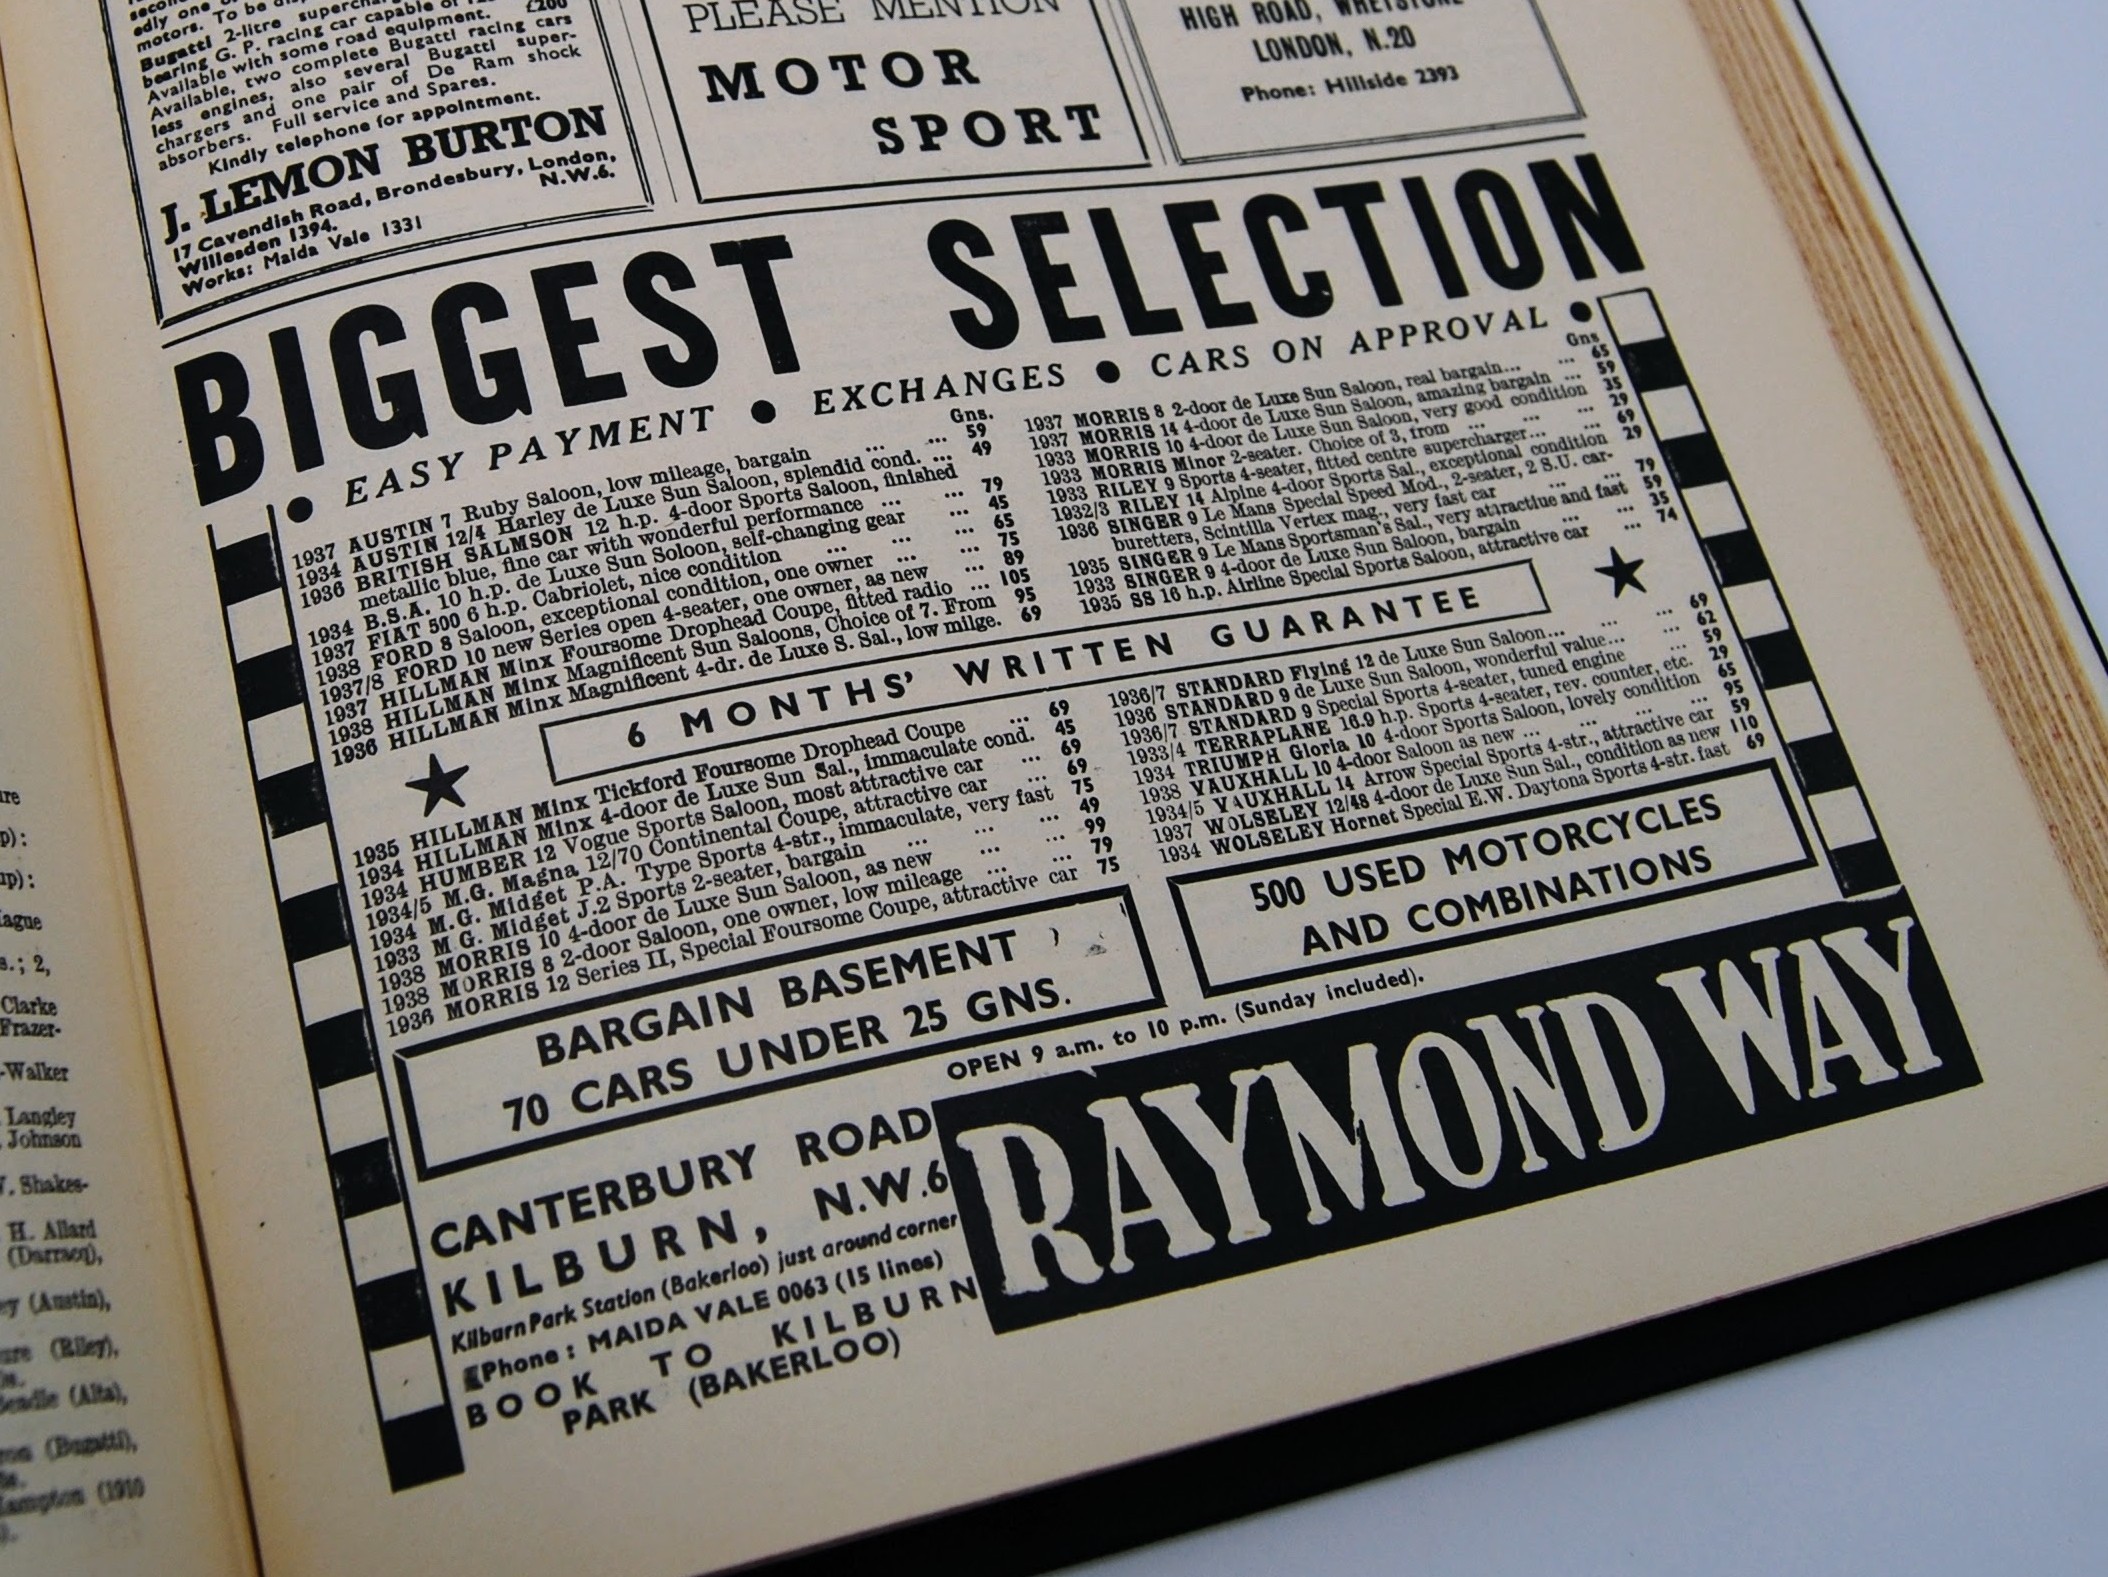 edly one o
motors. To be dis
Bugatti 2-litre supercharg
bearing G. P. racing car capable of
Available with some road equipment. £200
Available, two complete Bugatti racing cars
less engines, also several Bugatti super-
chargers and one pair of De Ram shock
absorbers. Full service and Spares.
Kindly telephone for appointment.
J. LEMON BURTON
17 Cavendish Road, Brondesbury, London,
N.W.6.
Willesden 1394.
Works: Maida Vale 1331
PLEASE MENTION
MOTOR
SPORT
HIGH ROAD, WHETSTONE
LONDON, N.20
Phone: Hillside 2393
BIGGEST SELECTION
● EASY PAYMENT ● EXCHANGES ● CARS ON APPROVAL ●
Gns.
1937 AUSTIN 7 Ruby Saloon, low mileage, bargain ... ... 59
1934 AUSTIN 12/4 Harley de Luxe Sun Saloon, splendid cond. ... 49
1936 BRITISH SALMSON 12 h.p. 4-door Sports Saloon, finished
metallic blue, fine car with wonderful performance ... ... 79
1934 B.S.A. 10 h.p. de Luxe Sun Soloon, self-changing gear ... 45
1937 FIAT 500 6 h.p. Cabriolet, nice condition ... ... ... 65
1938 FORD 8 Saloon, exceptional condition, one owner ... ... 75
1937/8 FORD 10 new Series open 4-seater, one owner, as new ... 89
1937 HILLMAN Minx Foursome Drophead Coupe, fitted radio ... 105
1938 HILLMAN Minx Magnificent Sun Saloons, Choice of 7. From 95
1936 HILLMAN Minx Magnificent 4-dr. de Luxe S. Sal., low milge. 69
Gns
1937 MORRIS 8 2-door de Luxe Sun Saloon, real bargain... ... 65
1937 MORRIS 14 4-door de Luxe Sun Saloon, amazing bargain ... 59
1933 MORRIS 10 4-door de Luxe Sun Saloon, very good condition 35
1933 MORRIS Minor 2-seater. Choice of 3, from ... ... ... 29
1933 RILEY 9 Sports 4-seater, fitted centre supercharger... ... 69
1932/3 RILEY 14 Alpine 4-door Sports Sal., exceptional condition 29
1936 SINGER 9 Le Mans Special Speed Mod., 2-seater, 2 S.U. car-
buretters, Scintilla Vertex mag., very fast car ... ... 79
1935 SINGER 9 Le Mans Sportsman's Sal., very attractiue and fast 59
1933 SINGER 9 4-door de Luxe Sun Saloon, bargain ... ... 35
1935 SS 16 h.p. Airline Special Sports Saloon, attractive car ... 74
6 MONTHS' WRITTEN GUARANTEE
1935 HILLMAN Minx Tickford Foursome Drophead Coupe ... 69
1934 HILLMAN Minx 4-door de Luxe Sun Sal., immaculate cond. 45
1934 HUMBER 12 Vogue Sports Saloon, most attractive car ... 69
1934/5 M.G. Magna 12/70 Continental Coupe, attractive car ... 69
1934 M.G. Midget P.A. Type Sports 4-str., immaculate, very fast 75
1933 M.G. Midget J.2 Sports 2-seater, bargain ... ... ... 49
1938 MORRIS 10 4-door de Luxe Sun Saloon, as new ... ... 99
1938 MORRIS 8 2-door Saloon, one owner, low mileage ... ... 79
1936 MORRIS 12 Series II, Special Foursome Coupe, attractive car 75
1936/7 STANDARD Flying 12 de Luxe Sun Saloon... ... ... 69
1936 STANDARD 9 de Luxe Sun Saloon, wonderful value... ... 62
1936/7 STANDARD 9 Special Sports 4-seater, tuned engine ... 59
1933/4 TERRAPLANE 16.9 h.p. Sports 4-seater, rev. counter, etc. 29
1934 TRIUMPH Gloria 10 4-door Sports Saloon, lovely condition 65
1938 VAUXHALL 10 4-door Saloon as new ... ... ... ... 95
1934/5 VAUXHALL 14 Arrow Special Sports 4-str., attractive car 59
1937 WOLSELEY 12/48 4-door de Luxe Sun Sal., condition as new 110
1934 WOLSELEY Hornet Special E.W. Daytona Sports 4-str. fast 69
BARGAIN BASEMENT
70 CARS UNDER 25 GNS.
500 USED MOTORCYCLES
AND COMBINATIONS
OPEN 9 a.m. to 10 p.m. (Sunday included).
CANTERBURY ROAD
KILBURN, N.W.6
Kilburn Park Station (Bakerloo) just around corner
Phone: MAIDA VALE 0063 (15 lines)
BOOK TO KILBURN
PARK (BAKERLOO)
RAYMOND WAY
Clarke
Frazer-
-Walker
Langley
Johnson
Shakes-
H. Allard
(Darracq),
(Austin),
(Riley),
(Alta),
(Bugatti),
(1910